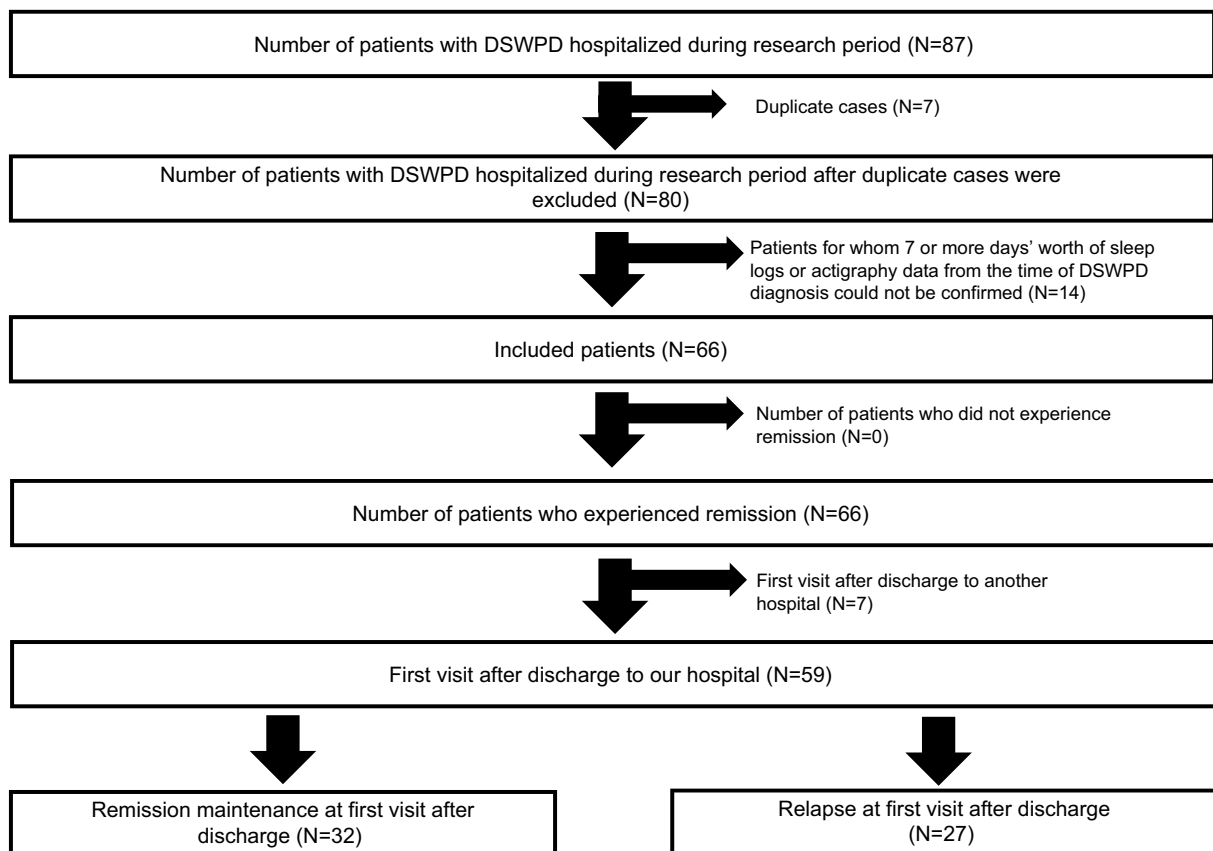 Number of patients with DSWPD hospitalized during research period (N=87)
Duplicate cases (N=7)
Number of patients with DSWPD hospitalized during research period after duplicate cases were
excluded (N=80)
Patients for whom 7 or more days’ worth of sleep
logs or actigraphy data from the time of DSWPD
diagnosis could not be confirmed (N=14)
Included patients (N=66)
Number of patients who did not experience
remission (N=0)
Number of patients who experienced remission (N=66)
First visit after discharge to another
hospital (N=7)
First visit after discharge to our hospital (N=59)
Remission maintenance at first visit after
discharge (N=32)
Relapse at first visit after discharge
(N=27)